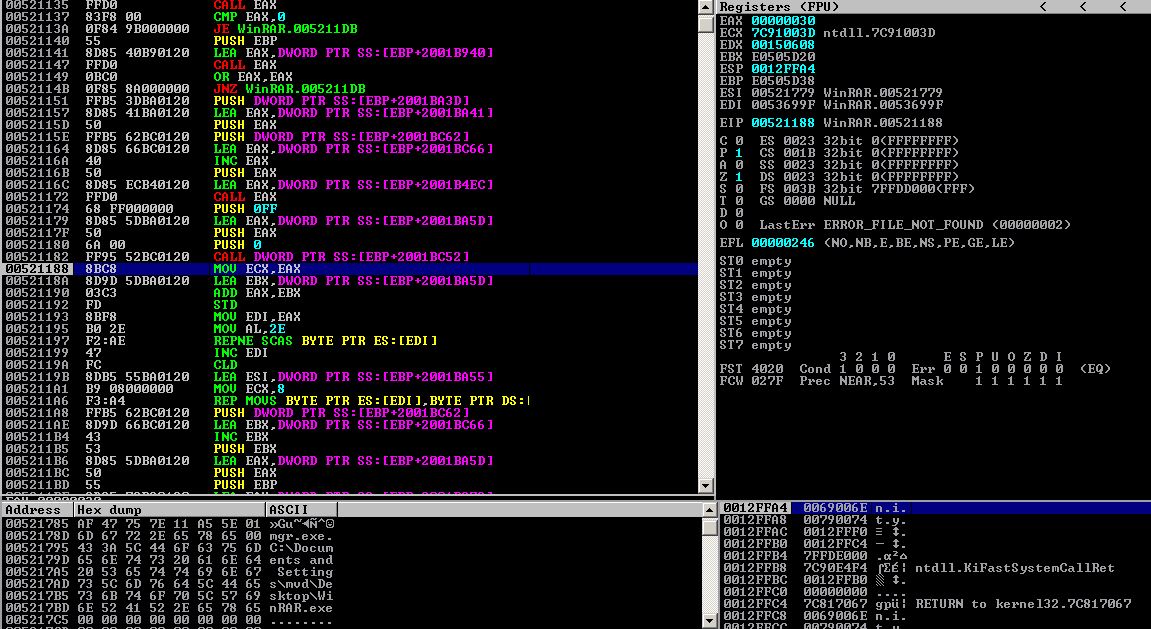 00521135 FFD0 CALL EAX
00521137 83F8 00 CMP EAX,0
0052113A 0F84 9B000000 JE WinRAR.005211DB
00521140 55 PUSH EBP
00521141 8D85 40B90120 LEA EAX,DWORD PTR SS:[EBP+2001B940]
00521147 FFD0 CALL EAX
00521149 0BC0 OR EAX,EAX
0052114B 0F85 8A000000 JNZ WinRAR.005211DB
00521151 FFB5 3DBA0120 PUSH DWORD PTR SS:[EBP+2001BA3D]
00521157 8D85 41BA0120 LEA EAX,DWORD PTR SS:[EBP+2001BA41]
0052115D 50 PUSH EAX
0052115E FFB5 62BC0120 PUSH DWORD PTR SS:[EBP+2001BC62]
00521164 8D85 66BC0120 LEA EAX,DWORD PTR SS:[EBP+2001BC66]
0052116A 40 INC EAX
0052116B 50 PUSH EAX
0052116C 8D85 ECB40120 LEA EAX,DWORD PTR SS:[EBP+2001B4EC]
00521172 FFD0 CALL EAX
00521174 68 FF000000 PUSH 0FF
00521179 8D85 5DBA0120 LEA EAX,DWORD PTR SS:[EBP+2001BA5D]
0052117F 50 PUSH EAX
00521180 6A 00 PUSH 0
00521182 FF95 52BC0120 CALL DWORD PTR SS:[EBP+2001BC52]
00521188 8BC8 MOV ECX,EAX
0052118A 8D9D 5DBA0120 LEA EBX,DWORD PTR SS:[EBP+2001BA5D]
00521190 03C3 ADD EAX,EBX
00521192 FD STD
00521193 8BF8 MOV EDI,EAX
00521195 B0 2E MOV AL,2E
00521197 F2:AE REPNE SCAS BYTE PTR ES:[EDI]
00521199 47 INC EDI
0052119A FC CLD
0052119B 8DB5 55BA0120 LEA ESI,DWORD PTR SS:[EBP+2001BA55]
005211A1 B9 08000000 MOV ECX,8
005211A6 F3:A4 REP MOVS BYTE PTR ES:[EDI],BYTE PTR DS:[
005211A8 FFB5 62BC0120 PUSH DWORD PTR SS:[EBP+2001BC62]
005211AE 8D9D 66BC0120 LEA EBX,DWORD PTR SS:[EBP+2001BC66]
005211B4 43 INC EBX
005211B5 53 PUSH EBX
005211B6 8D85 5DBA0120 LEA EAX,DWORD PTR SS:[EBP+2001BA5D]
005211BC 50 PUSH EAX
005211BD 55 PUSH EBP
Registers (FPU) < < <
EAX 00000030
ECX 7C91003D ntdll.7C91003D
EDX 00150608
EBX E0505D20
ESP 0012FFA4
EBP E0505D38
ESI 00521779 WinRAR.00521779
EDI 0053699F WinRAR.0053699F
EIP 00521188 WinRAR.00521188
C 0 ES 0023 32bit 0(FFFFFFFF)
P 1 CS 001B 32bit 0(FFFFFFFF)
A 0 SS 0023 32bit 0(FFFFFFFF)
Z 1 DS 0023 32bit 0(FFFFFFFF)
S 0 FS 003B 32bit 7FFDD000(FFF)
T 0 GS 0000 NULL
D 0
O 0 LastErr ERROR_FILE_NOT_FOUND (00000002)
EFL 00000246 (NO,NB,E,BE,NS,PE,GE,LE)
ST0 empty
ST1 empty
ST2 empty
ST3 empty
ST4 empty
ST5 empty
ST6 empty
ST7 empty
3 2 1 0 E S P U O Z D I
FST 4020 Cond 1 0 0 0 Err 0 0 1 0 0 0 0 0 (EQ)
FCW 027F Prec NEAR,53 Mask 1 1 1 1 1 1
Address Hex dump ASCII
00521785 AF 47 75 7E 11 A5 5E 01 »Gu~◄Ñ^☺
0052178D 6D 67 72 2E 65 78 65 00 mgr.exe.
00521795 43 3A 5C 44 6F 63 75 6D C:\Docum
0052179D 65 6E 74 73 20 61 6E 64 ents and
005217A5 20 53 65 74 74 69 6E 67 Setting
005217AD 73 5C 6D 76 64 5C 44 65 s\mvd\De
005217B5 73 6B 74 6F 70 5C 57 69 sktop\Wi
005217BD 6E 52 41 52 2E 65 78 65 nRAR.exe
005217C5 00 00 00 00 00 00 00 00 ........
0012FFA4 0069006E n.i.
0012FFA8 00790074 t.y.
0012FFAC 0012FFF0 ≡ ↕.
0012FFB0 0012FFC4 ─ ↕.
0012FFB4 7FFDE000
0012FFB8 7C90E4F4 ntdll.KiFastSystemCallRet
0012FFBC 0012FFB0 ░ ↕.
0012FFC0 00000000 ....
0012FFC4 7C817067 gpü¦ RETURN to kernel32.7C817067
0012FFC8 0069006E n.i.
0012FFCC 00790074 t.y.